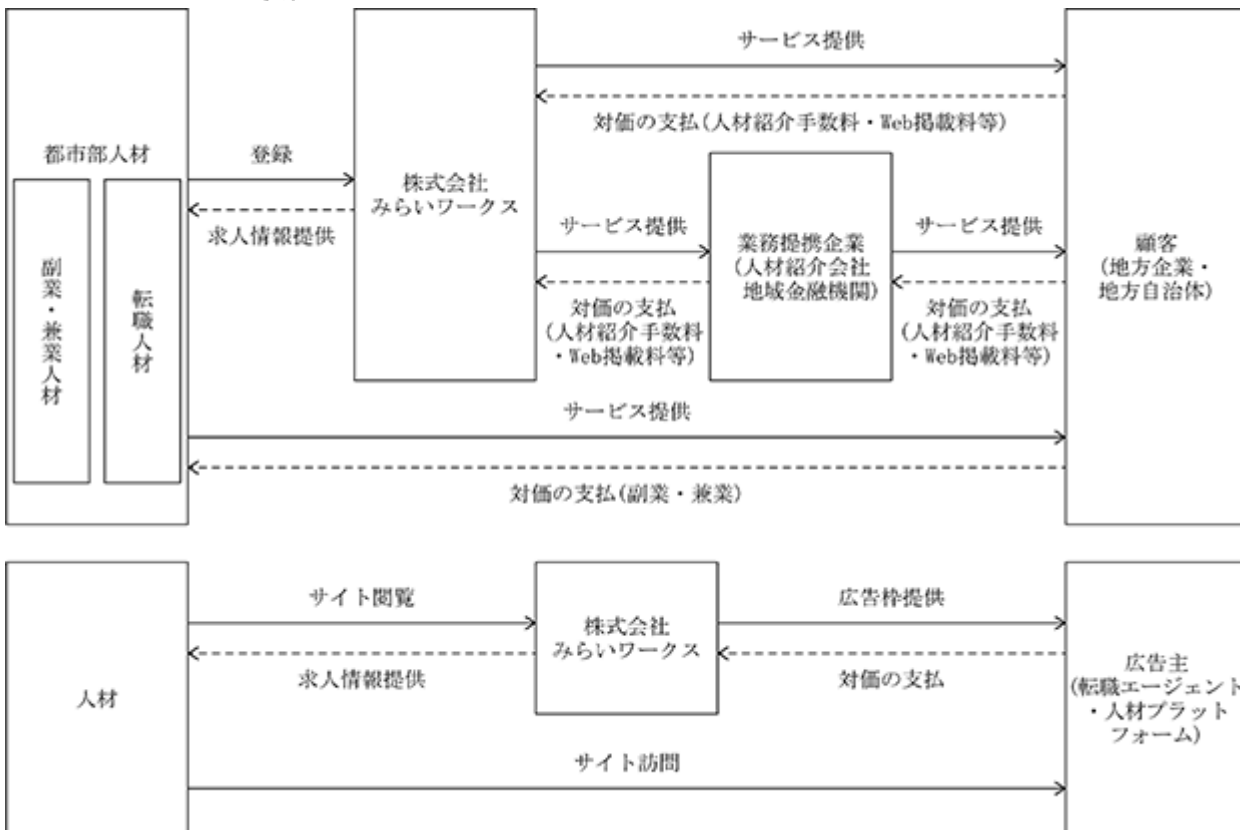 サービス提供
対価の支払(人材紹介手数料・Web掲載料等)
都市部人材
登録
求人情報提供
副業・兼業人材
転職人材
株式会社
みらいワークス
サービス提供
対価の支払
(人材紹介手数料
・Web掲載料等)
業務提携企業
(人材紹介会社
地域金融機関)
サービス提供
対価の支払
(人材紹介手数料
・Web掲載料等)
顧客
(地方企業・
地方自治体)
サービス提供
対価の支払(副業・兼業)
人材
サイト閲覧
求人情報提供
株式会社
みらいワークス
広告枠提供
対価の支払
広告主
(転職エージェント
・人材プラット
フォーム)
サイト訪問